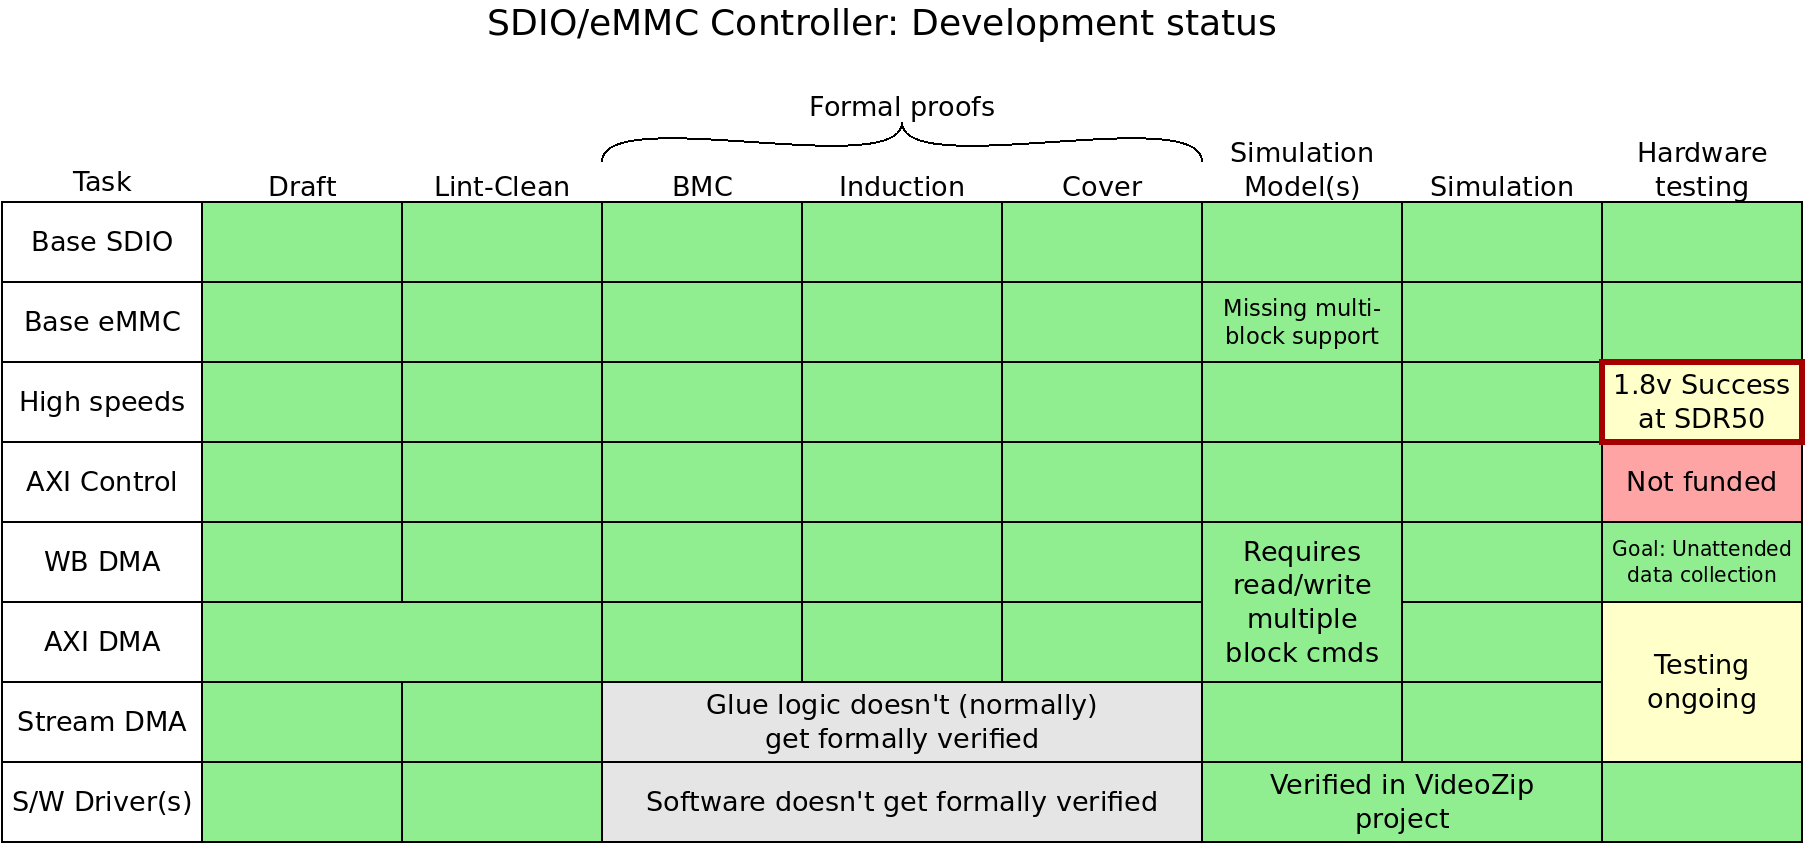 SDIO/eMMC Controller: Development status
Formal proofs
Task
Draft
Lint-Clean
BMC
Induction
Cover
Simulation
Model(s)
Simulation
Hardware
testing
Base SDIO
Base eMMC
Missing multi-
block support
High speeds
1.8v Success
at SDR50
AXI Control
Not funded
WB DMA
Requires
read/write
multiple
block cmds
Goal: Unattended
data collection
AXI DMA
Testing
ongoing
Stream DMA
Glue logic doesn't (normally)
get formally verified
S/W Driver(s)
Software doesn't get formally verified
Verified in VideoZip
project